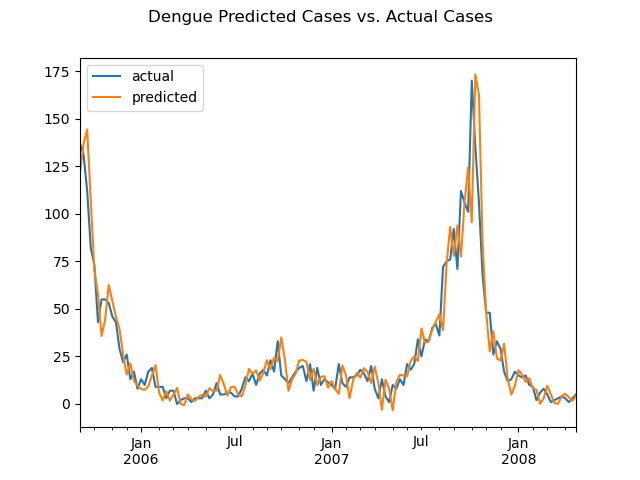 Dengue Predicted Cases vs. Actual Cases
actual
predicted
175
150
125
100
75
50
25
0
Jan
2006
Jul
Jan
2007
Jul
Jan
2008